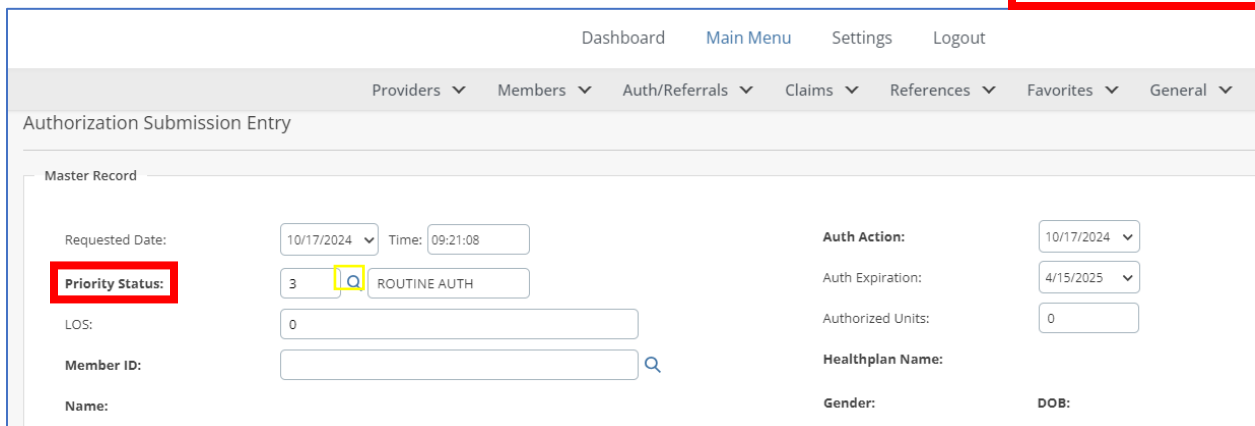 Dashboard Main Menu Settings Logout
Providers Members Auth/Referrals Claims References Favorites General
Authorization Submission Entry
Master Record
Requested Date: 10/17/2024 Time: 09:21:08 Auth Action: 10/17/2024
Priority Status: 3 ROUTINE AUTH Auth Expiration: 4/15/2025
LOS: 0 Authorized Units: 0
Member ID: Healthplan Name:
Name: Gender: DOB: